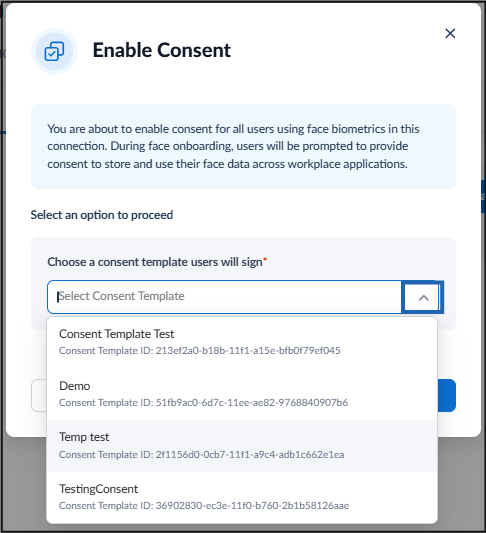 Enable Consent
You are about to enable consent for all users using face biometrics in this
connection. During face onboarding, users will be prompted to provide
consent to store and use their face data across workplace applications.
Select an option to proceed
Choose a consent template users will sign*
Select Consent Template
Consent Template Test
Consent Template ID: 213ef2a0-b18b-11f1-a15e-bfb0f79ef045
Demo
Consent Template ID: 51fb9ac0-6d7c-11ee-ae82-9768840907b6
Temp test
Consent Template ID: 2f1156d0-0cb7-11f1-a9c4-adb1c662e1ea
TestingConsent
Consent Template ID: 36902830-ec3e-11f0-b760-2b1b58126aae